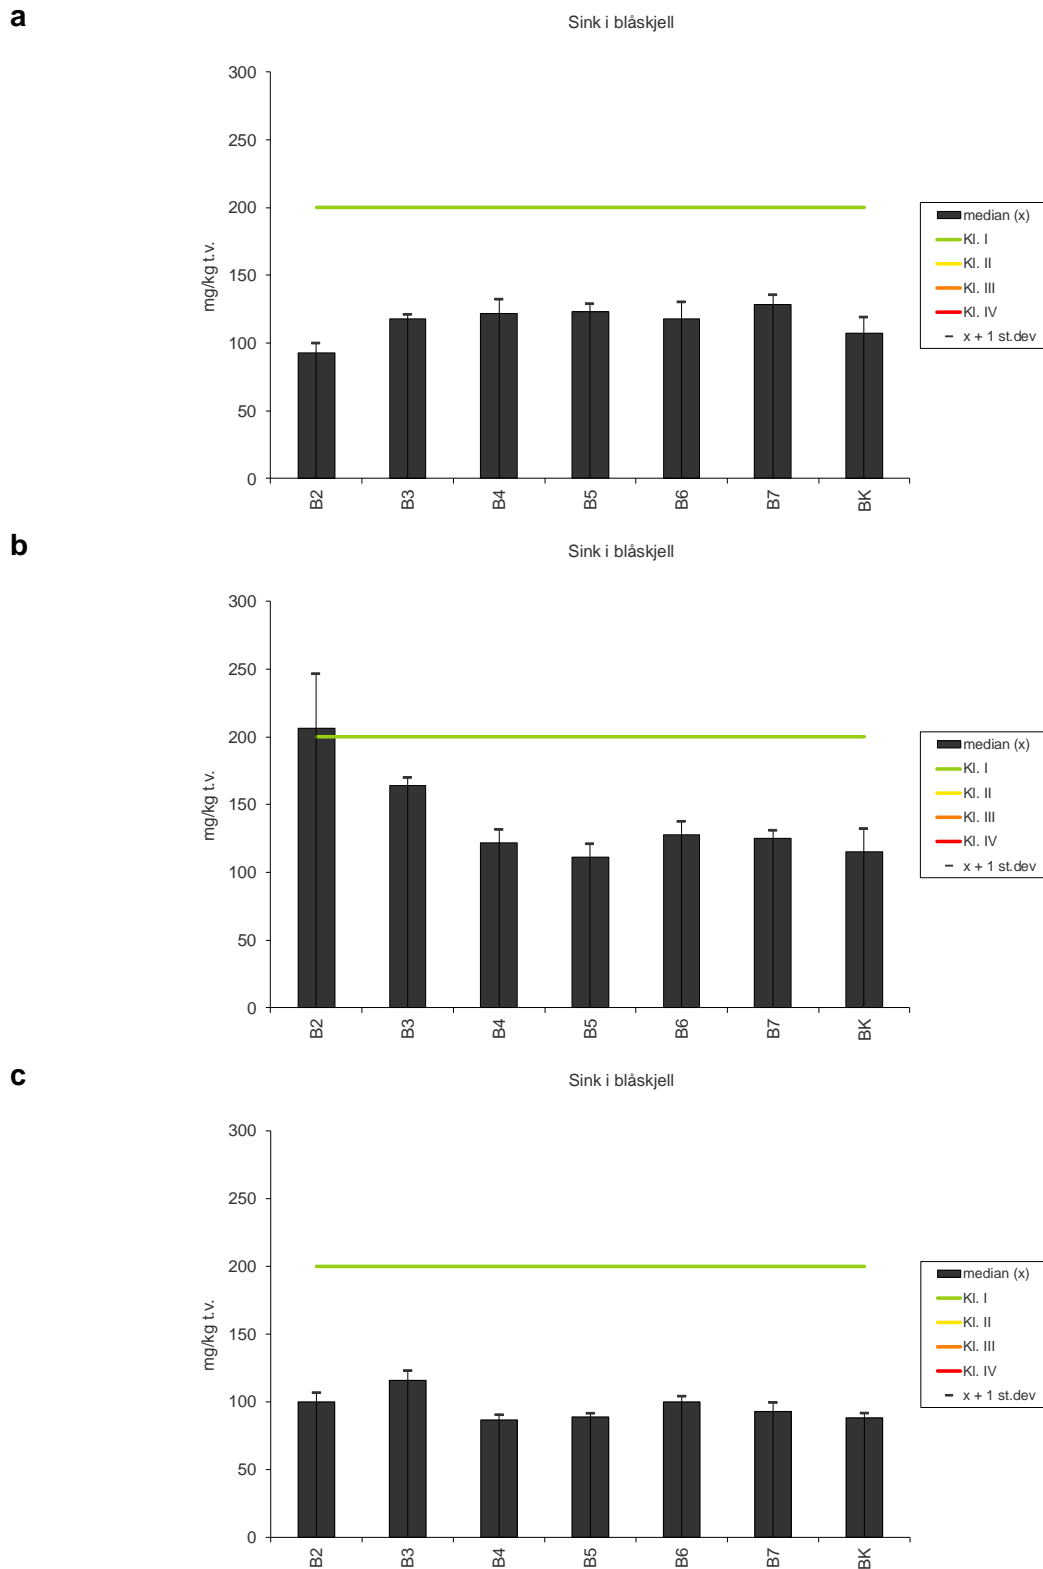 a
Sink i blåskjell
300
250
200
150
100
50
0
mg/kg t.v.
B2 B3 B4 B5 B6 B7 BK
median (x)
Kl. I
Kl. II
Kl. III
Kl. IV
x + 1 st.dev
b
Sink i blåskjell
300
250
200
150
100
50
0
mg/kg t.v.
B2 B3 B4 B5 B6 B7 BK
median (x)
Kl. I
Kl. II
Kl. III
Kl. IV
x + 1 st.dev
c
Sink i blåskjell
300
250
200
150
100
50
0
mg/kg t.v.
B2 B3 B4 B5 B6 B7 BK
median (x)
Kl. I
Kl. II
Kl. III
Kl. IV
x + 1 st.dev